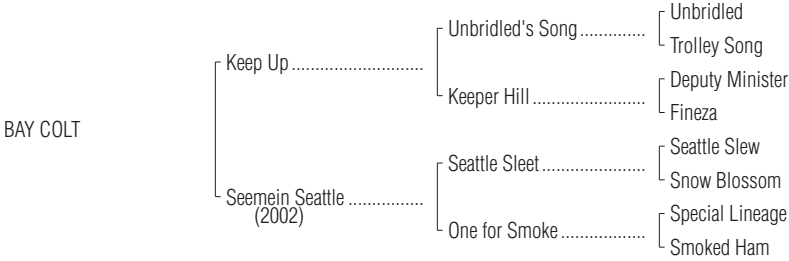 Unbridled
Unbridled's Song..............
Trolley Song
Keep Up ............................
Deputy Minister
Keeper Hill ........................
Fineza
BAY COLT
Seattle Slew
Seattle Sleet ......................
Snow Blossom
Seemein Seattle ................
(2002)
Special Lineage
One for Smoke ..................
Smoked Ham